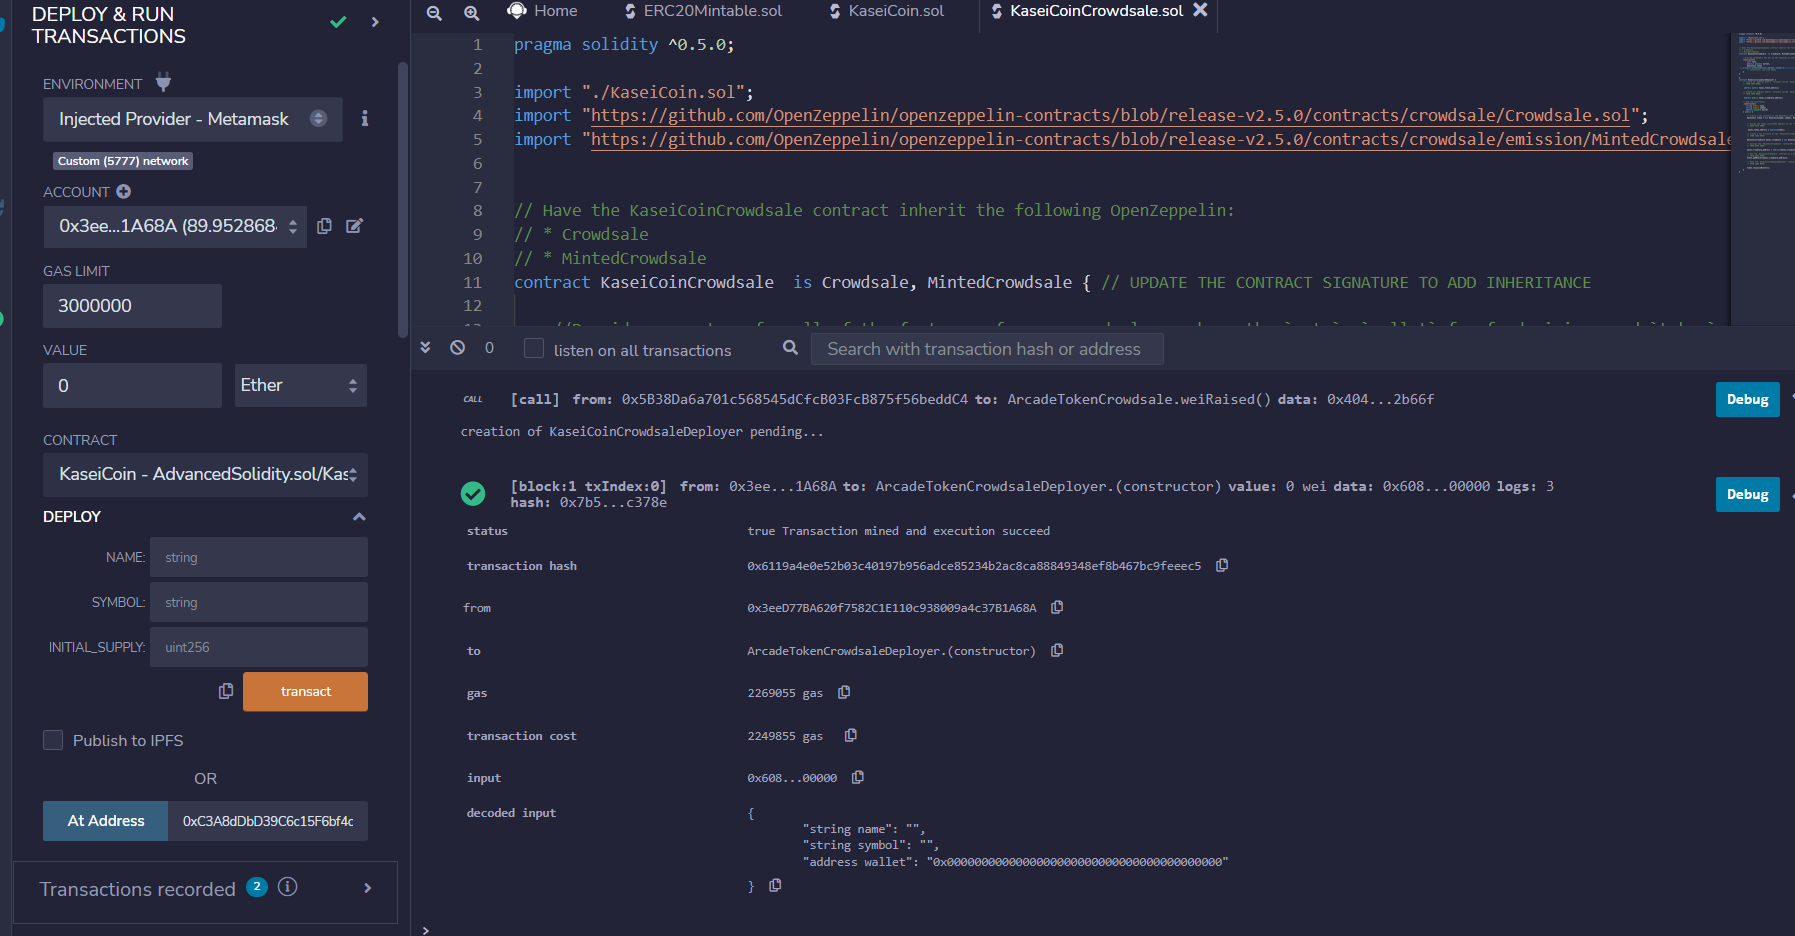 DEPLOY & RUN
TRANSACTIONS
ENVIRONMENT
Injected Provider - Metamask
Custom (5777) network
ACCOUNT
0x3ee...1A68A (89.952868
GAS LIMIT
3000000
VALUE
0
Ether
CONTRACT
KaseiCoin - AdvancedSolidity.sol/Kas
DEPLOY
NAME: string
SYMBOL: string
INITIAL_SUPPLY: uint256
transact
Publish to IPFS
OR
At Address 0xC3A8dDbD39C6c15F6bf4c
Transactions recorded 2
Home ERC20Mintable.sol KaseiCoin.sol KaseiCoinCrowdsale.sol
1 pragma solidity ^0.5.0;
2
3 import "./KaseiCoin.sol";
4 import "https://github.com/OpenZeppelin/openzeppelin-contracts/blob/release-v2.5.0/contracts/crowdsale/Crowdsale.sol";
5 import "https://github.com/OpenZeppelin/openzeppelin-contracts/blob/release-v2.5.0/contracts/crowdsale/emission/MintedCrowdsale
6
7
8 // Have the KaseiCoinCrowdsale contract inherit the following OpenZeppelin:
9 // * Crowdsale
10 // * MintedCrowdsale
11 contract KaseiCoinCrowdsale is Crowdsale, MintedCrowdsale { // UPDATE THE CONTRACT SIGNATURE TO ADD INHERITANCE
12
0 listen on all transactions Search with transaction hash or address
CALL [call] from: 0x5B38Da6a701c568545dCfcB03FcB875f56beddC4 to: ArcadeTokenCrowdsale.weiRaised() data: 0x404...2b66f Debug
creation of KaseiCoinCrowdsaleDeployer pending...
[block:1 txIndex:0] from: 0x3ee...1A68A to: ArcadeTokenCrowdsaleDeployer.(constructor) value: 0 wei data: 0x608...00000 logs: 3 Debug
hash: 0x7b5...c378e
status true Transaction mined and execution succeed
transaction hash 0x6119a4e0e52b03c40197b956adce85234b2ac8ca88849348ef8b467bc9feeec5
from 0x3eeD77BA620f7582C1E110c938009a4c37B1A68A
to ArcadeTokenCrowdsaleDeployer.(constructor)
gas 2269055 gas
transaction cost 2249855 gas
input 0x608...00000
decoded input {
"string name": "",
"string symbol": "",
"address wallet": "0x0000000000000000000000000000000000000000"
}